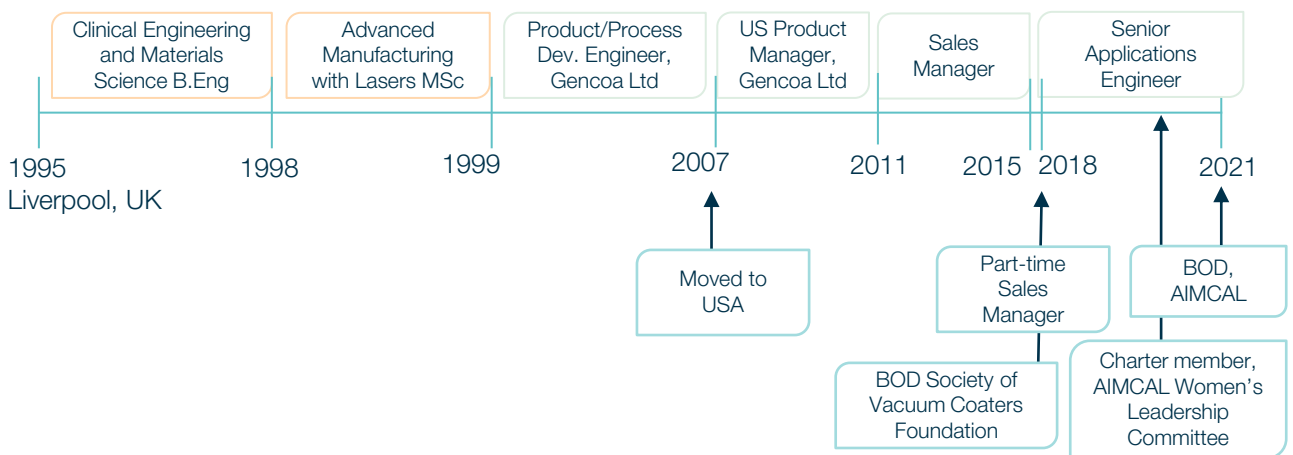 Clinical Engineering
and Materials
Science B.Eng
Advanced
Manufacturing
with Lasers MSc
Product/Process
Dev. Engineer,
Gencoa Ltd
US Product
Manager,
Gencoa Ltd
Sales
Manager
Senior
Applications
Engineer
1995
Liverpool, UK
1998
1999
2007
2011
2015
2018
2021
Moved to
USA
Part-time
Sales
Manager
BOD,
AIMCAL
BOD Society of
Vacuum Coaters
Foundation
Charter member,
AIMCAL Women’s
Leadership
Committee